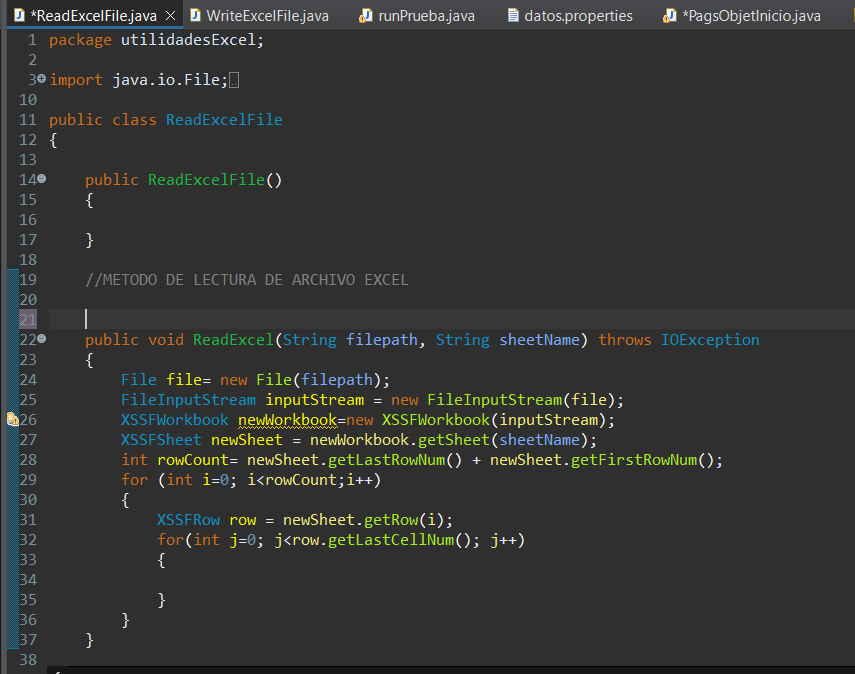 *ReadExcelFile.java WriteExcelFile.java runPrueba.java datos.properties *PagsObjetInicio.java
1 package utilidadesExcel;
2
3 import java.io.File;
10
11 public class ReadExcelFile
12 {
13
14 public ReadExcelFile()
15 {
16
17 }
18
19 //METODO DE LECTURA DE ARCHIVO EXCEL
20
21
22 public void ReadExcel(String filepath, String sheetName) throws IOException
23 {
24 File file= new File(filepath);
25 FileInputStream inputStream = new FileInputStream(file);
26 XSSFWorkbook newWorkbook=new XSSFWorkbook(inputStream);
27 XSSFSheet newSheet = newWorkbook.getSheet(sheetName);
28 int rowCount= newSheet.getLastRowNum() + newSheet.getFirstRowNum();
29 for (int i=0; i<rowCount;i++)
30 {
31 XSSFRow row = newSheet.getRow(i);
32 for(int j=0; j<row.getLastCellNum(); j++)
33 {
34
35 }
36 }
37 }
38